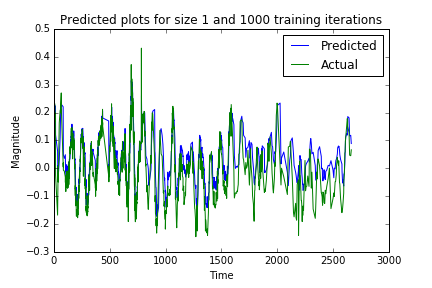 Predicted plots for size 1 and 1000 training iterations
Predicted
Actual
Magnitude
0.5
0.4
0.3
0.2
0.1
0.0
−0.1
−0.2
−0.3
0 500 1000 1500 2000 2500 3000
Time